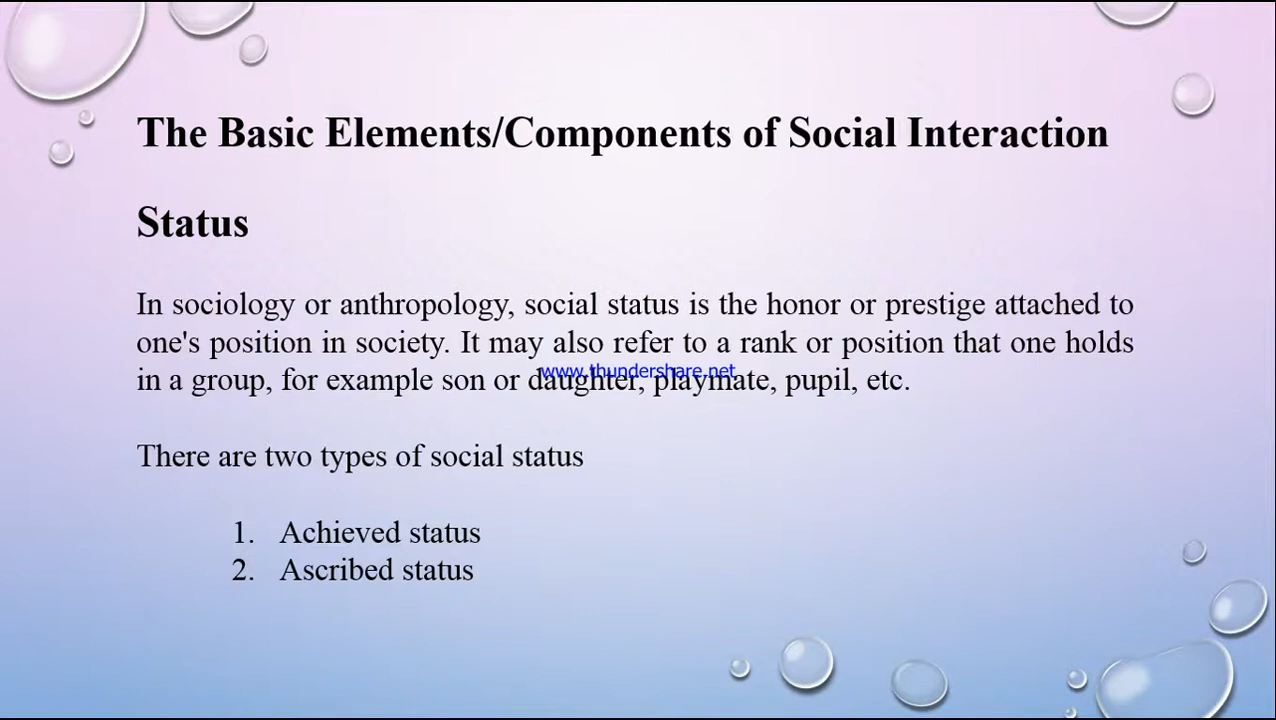 The Basic Elements/Components of Social Interaction
Status
In sociology or anthropology, social status is the honor or prestige attached to
one's position in society. It may also refer to a rank or position that one holds
www.thundershare.net
in a group, for example son or daughter, playmate, pupil, etc.
There are two types of social status
1. Achieved status
2. Ascribed status